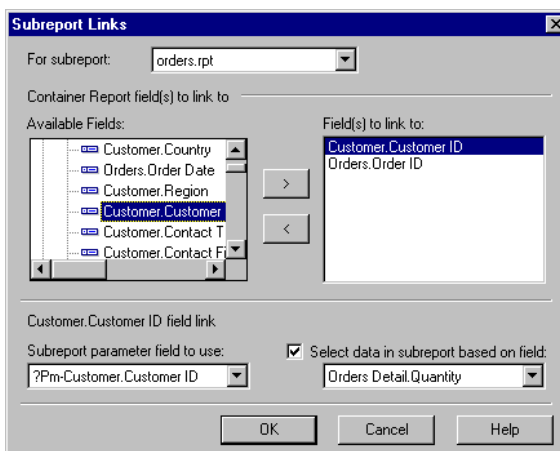 Subreport Links
For subreport:
orders.rpt
Container Report field(s) to link to
Available Fields:
Field(s) to link to:
Customer.Country
Orders.Order Date
Customer.Region
Customer.Customer
Customer.Contact T
Customer.Contact Fi
>
<
Customer.Customer ID
Orders.Order ID
Customer.Customer ID field link
Subreport parameter field to use:
Select data in subreport based on field:
?Pm-Customer.Customer ID
Orders Detail.Quantity
OK
Cancel
Help